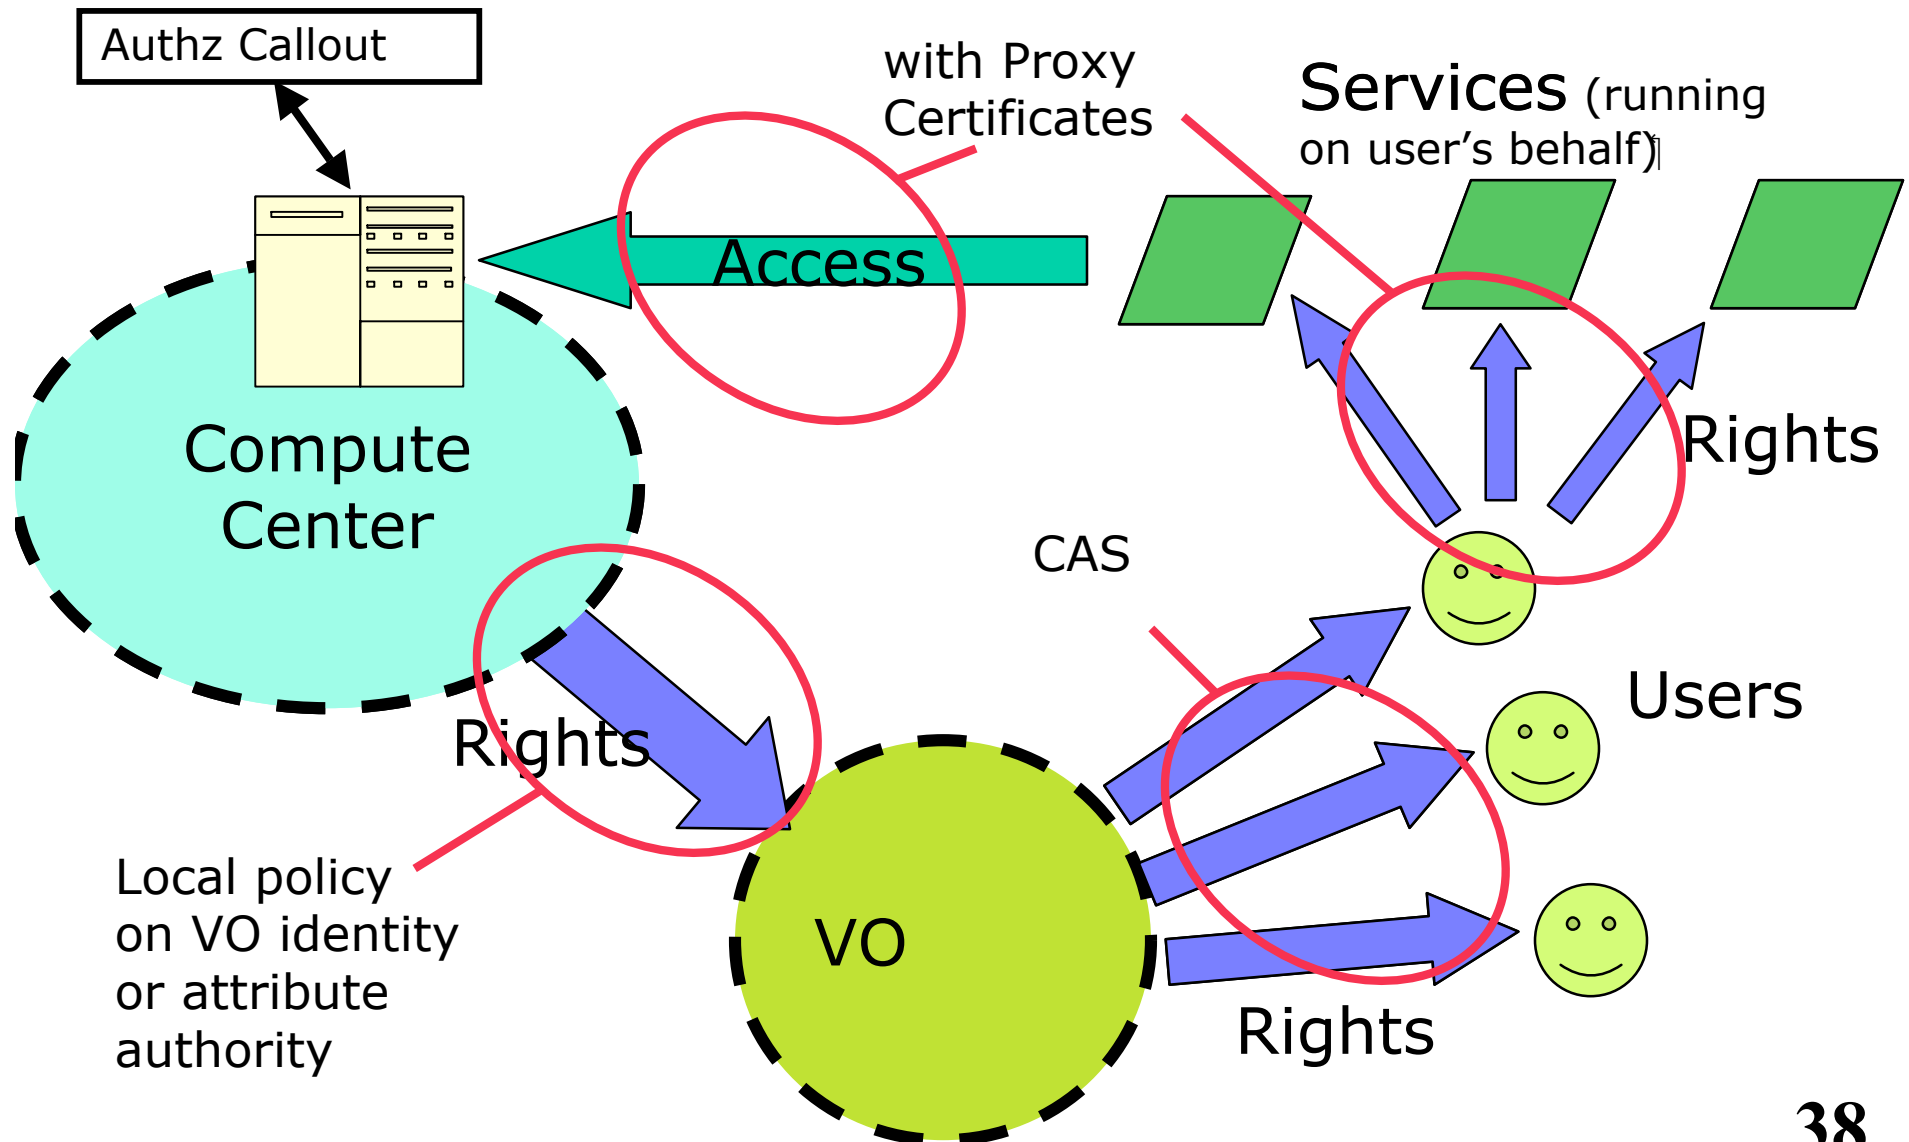 Authz Callout
with Proxy
Certificates
Services (running
on user's behalf)
Access
Compute
Center
Rights
CAS
Users
Rights
Local policy
on VO identity
or attribute
authority
VO
Rights
38